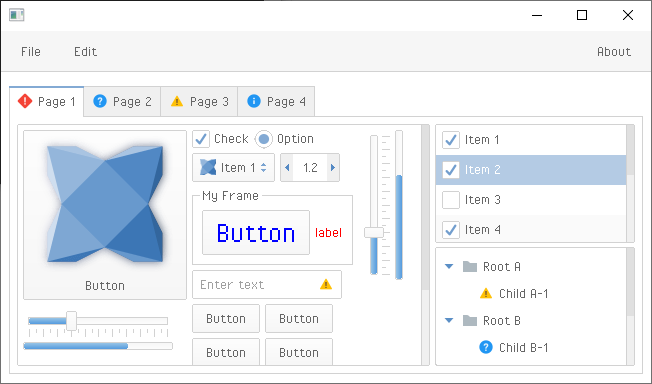 File Edit About
Page 1 Page 2 Page 3 Page 4
Button
Check Option
Item 1 1.2
My Frame
Button label
Enter text
Button Button
Button Button
Item 1
Item 2
Item 3
Item 4
Root A
Child A-1
Root B
Child B-1